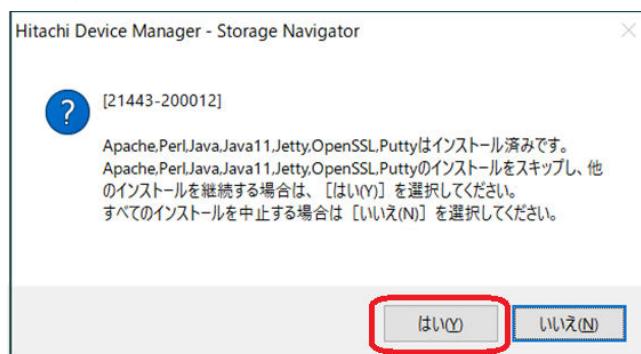 Hitachi Device Manager - Storage Navigator
[21443-200012]
Apache,Perl,Java,Java11,Jetty,OpenSSL,Puttyはインストール済みです。
Apache,Perl,Java,Java11,Jetty,OpenSSL,Puttyのインストールをスキップし、他
のインストールを継続する場合は、［はい(Y)］を選択してください。
すべてのインストールを中止する場合は［いいえ(N)］を選択してください。
はい(Y)
いいえ(N)